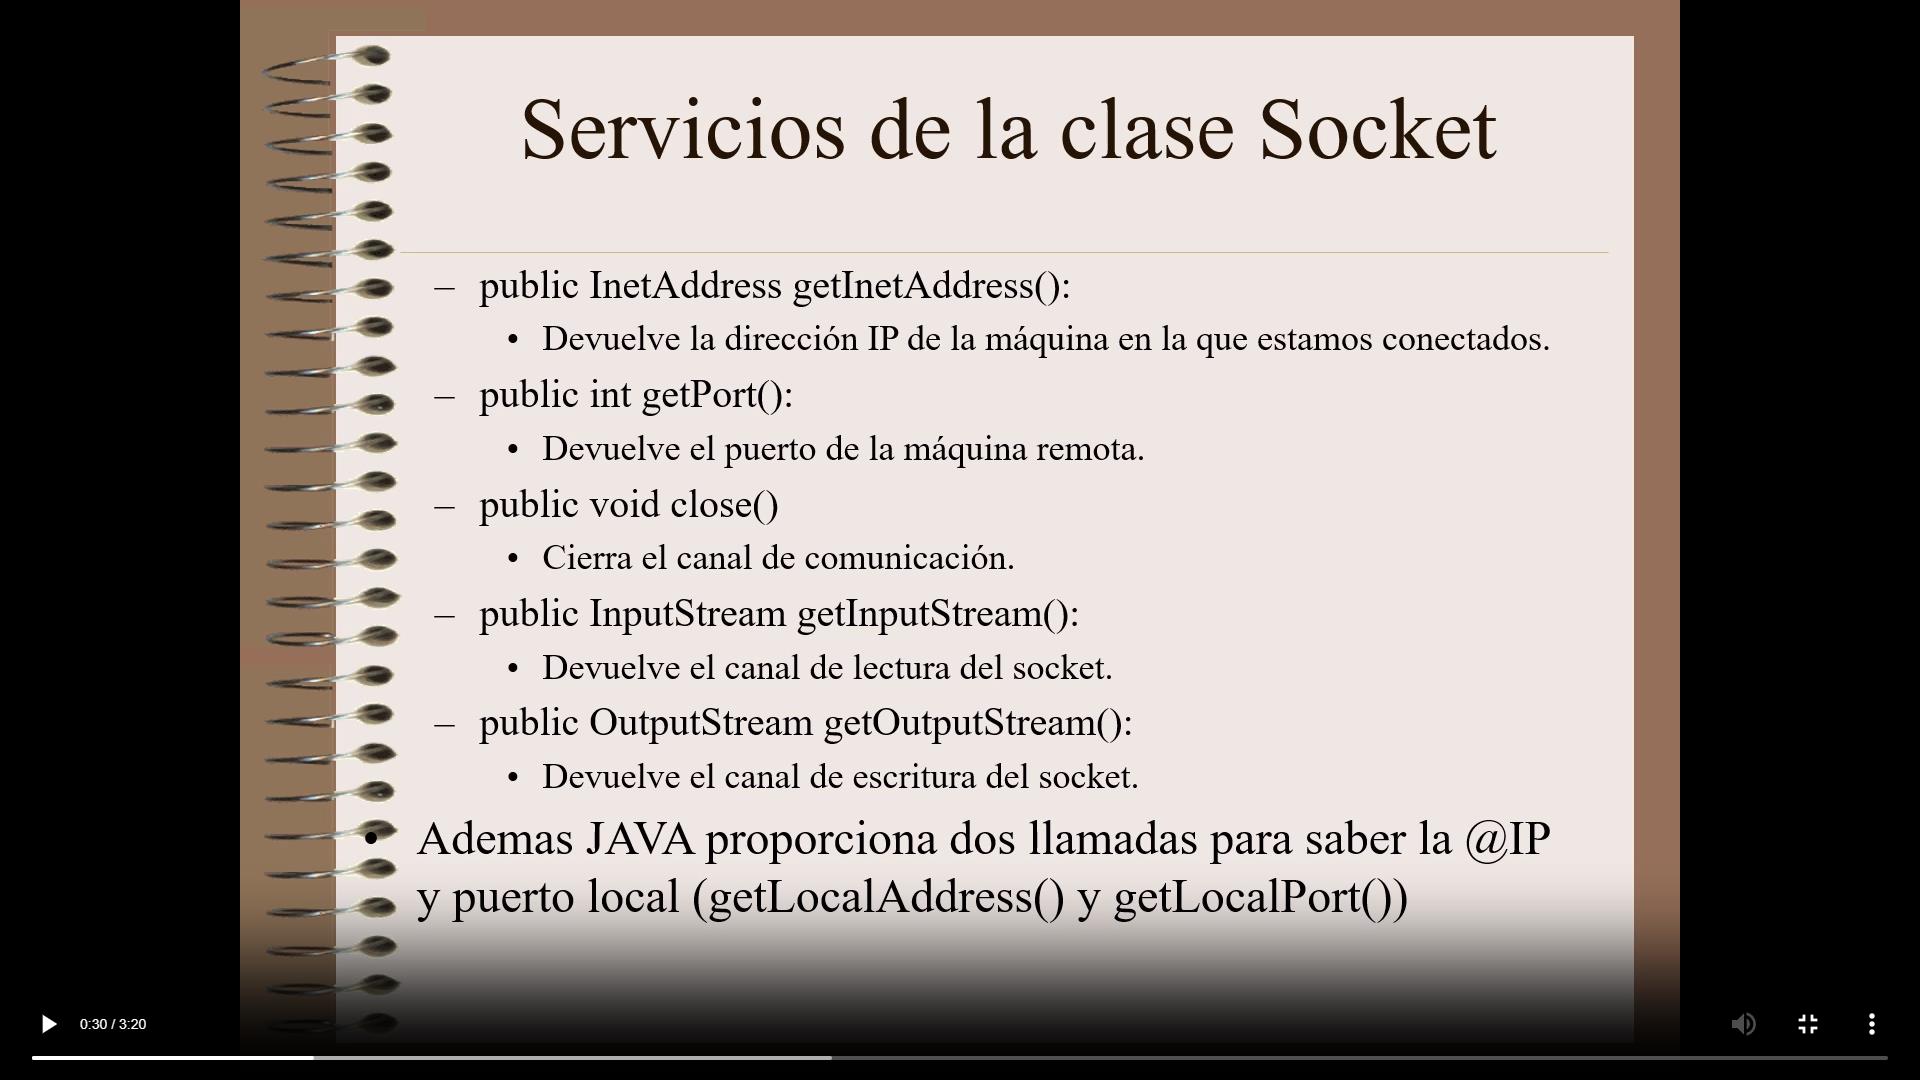 Servicios de la clase Socket
– public InetAddress getInetAddress():
• Devuelve la dirección IP de la máquina en la que estamos conectados.
– public int getPort():
• Devuelve el puerto de la máquina remota.
– public void close()
• Cierra el canal de comunicación.
– public InputStream getInputStream():
• Devuelve el canal de lectura del socket.
– public OutputStream getOutputStream():
• Devuelve el canal de escritura del socket.
• Ademas JAVA proporciona dos llamadas para saber la @IP
y puerto local (getLocalAddress() y getLocalPort())
0:30 / 3:20